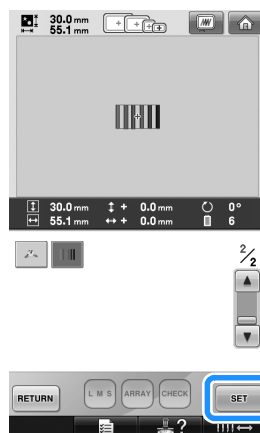 30.0 mm
55.1 mm
30.0 mm + 0.0 mm 0°
55.1 mm + 0.0 mm 6
2/2
RETURN L M S ARRAY CHECK SET
?